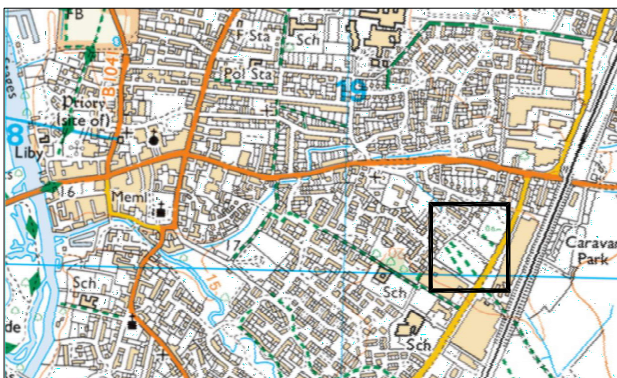 FB
F Sta
Sch
Pol Sta
19
B1041
Priory
(site of)
8
Liby
Meml
16
17
15
Sch
Sch
Sch
Caravan
Park
de